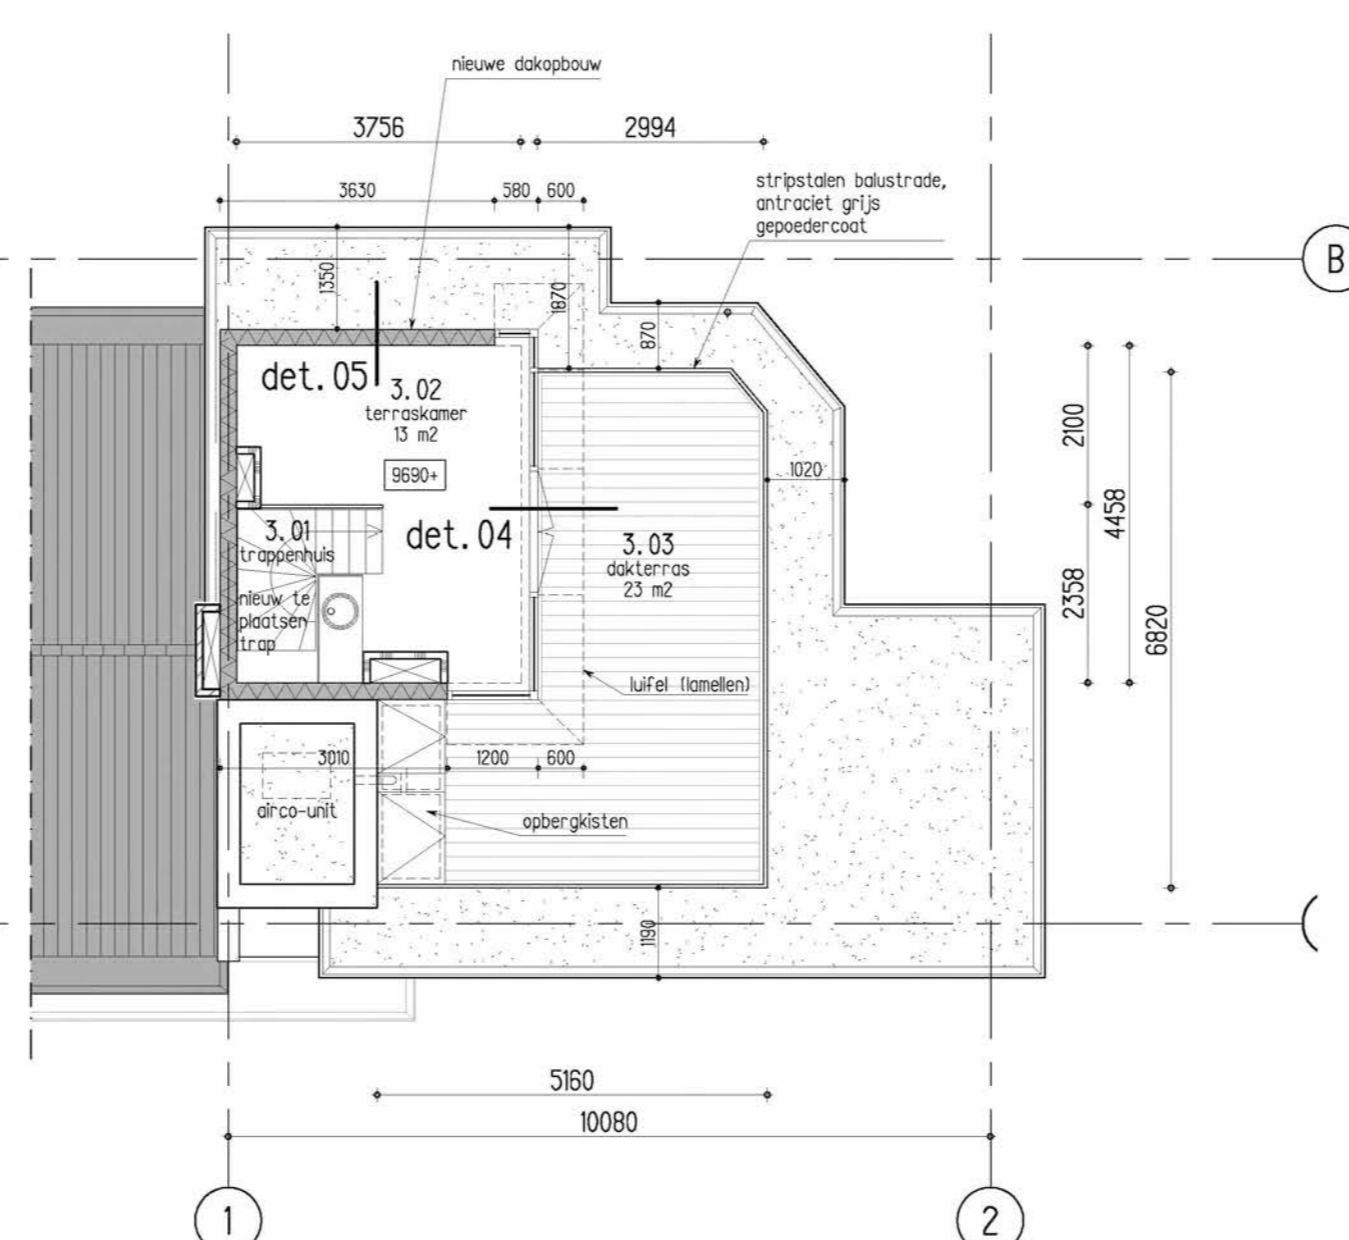 nieuwe dakopbouw
3756
2994
stripstalen balustrade,
antraciet grijs
gepoedercoat
3630
580
600
B
1350
1870
870
det.05
3.02
terraskamer
13 m2
9690+
2100
1020
4458
3.01
trappenhuis
det.04
3.03
dakterras
23 m2
nieuw te
plaatsen
trap
2358
6820
luifel (lamellen)
3010
1200
600
airco-unit
opbergkisten
1190
5160
10080
1
2